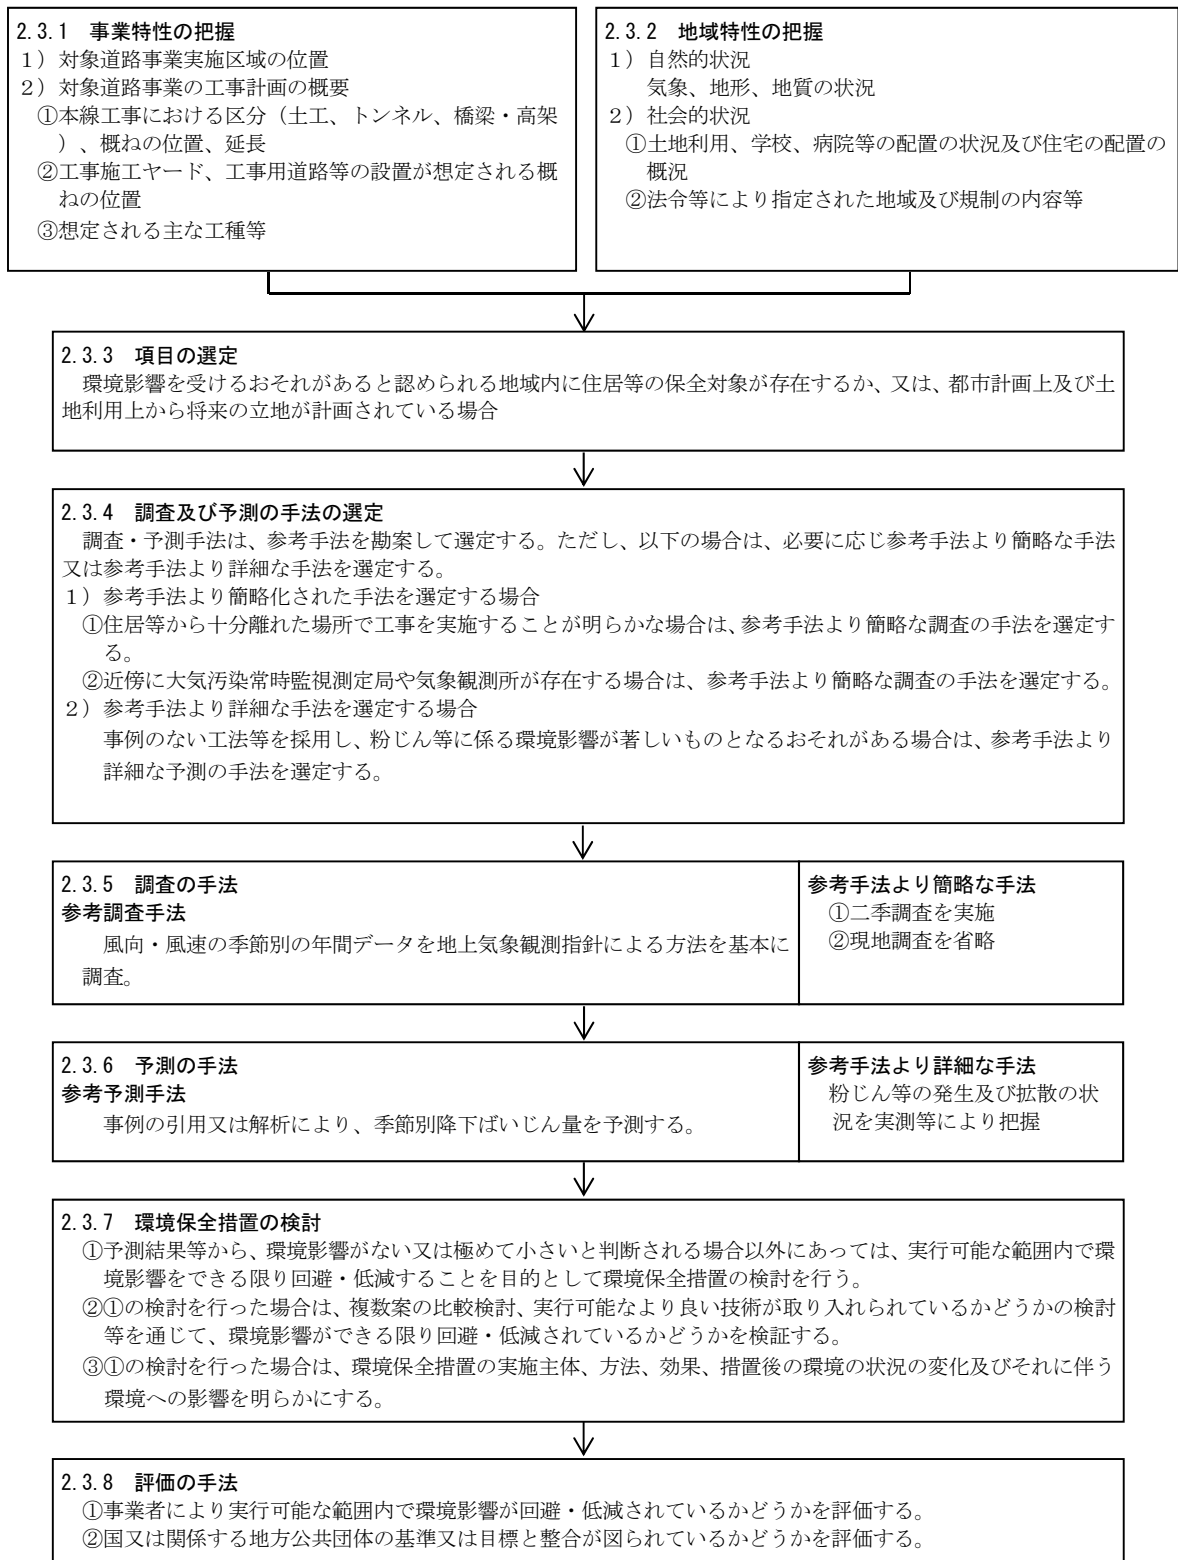 2.3.1 事業特性の把握
1）対象道路事業実施区域の位置
2）対象道路事業の工事計画の概要
①本線工事における区分（土工、トンネル、橋梁・高架
）、概ねの位置、延長
②工事施工ヤード、工事用道路等の設置が想定される概
ねの位置
③想定される主な工種等
2.3.2 地域特性の把握
1）自然的状況
気象、地形、地質の状況
2）社会的状況
①土地利用、学校、病院等の配置の状況及び住宅の配置の
概況
②法令等により指定された地域及び規制の内容等
2.3.3 項目の選定
環境影響を受けるおそれがあると認められる地域内に住居等の保全対象が存在するか、又は、都市計画上及び土
地利用上から将来の立地が計画されている場合
2.3.4 調査及び予測の手法の選定
調査・予測手法は、参考手法を勘案して選定する。ただし、以下の場合は、必要に応じ参考手法より簡略な手法
又は参考手法より詳細な手法を選定する。
1）参考手法より簡略化された手法を選定する場合
①住居等から十分離れた場所で工事を実施することが明らかな場合は、参考手法より簡略な調査の手法を選定す
る。
②近傍に大気汚染常時監視測定局や気象観測所が存在する場合は、参考手法より簡略な調査の手法を選定する。
2）参考手法より詳細な手法を選定する場合
事例のない工法等を採用し、粉じん等に係る環境影響が著しいものとなるおそれがある場合は、参考手法より
詳細な予測の手法を選定する。
2.3.5 調査の手法
参考調査手法
風向・風速の季節別の年間データを地上気象観測指針による方法を基本に
調査。
参考手法より簡略な手法
①二季調査を実施
②現地調査を省略
2.3.6 予測の手法
参考予測手法
事例の引用又は解析により、季節別降下ばいじん量を予測する。
参考手法より詳細な手法
粉じん等の発生及び拡散の状
況を実測等により把握
2.3.7 環境保全措置の検討
①予測結果等から、環境影響がない又は極めて小さいと判断される場合以外にあっては、実行可能な範囲内で環
境影響をできる限り回避・低減することを目的として環境保全措置の検討を行う。
②①の検討を行った場合は、複数案の比較検討、実行可能なより良い技術が取り入れられているかどうかの検討
等を通じて、環境影響ができる限り回避・低減されているかどうかを検証する。
③①の検討を行った場合は、環境保全措置の実施主体、方法、効果、措置後の環境の状況の変化及びそれに伴う
環境への影響を明らかにする。
2.3.8 評価の手法
①事業者により実行可能な範囲内で環境影響が回避・低減されているかどうかを評価する。
②国又は関係する地方公共団体の基準又は目標と整合が図られているかどうかを評価する。